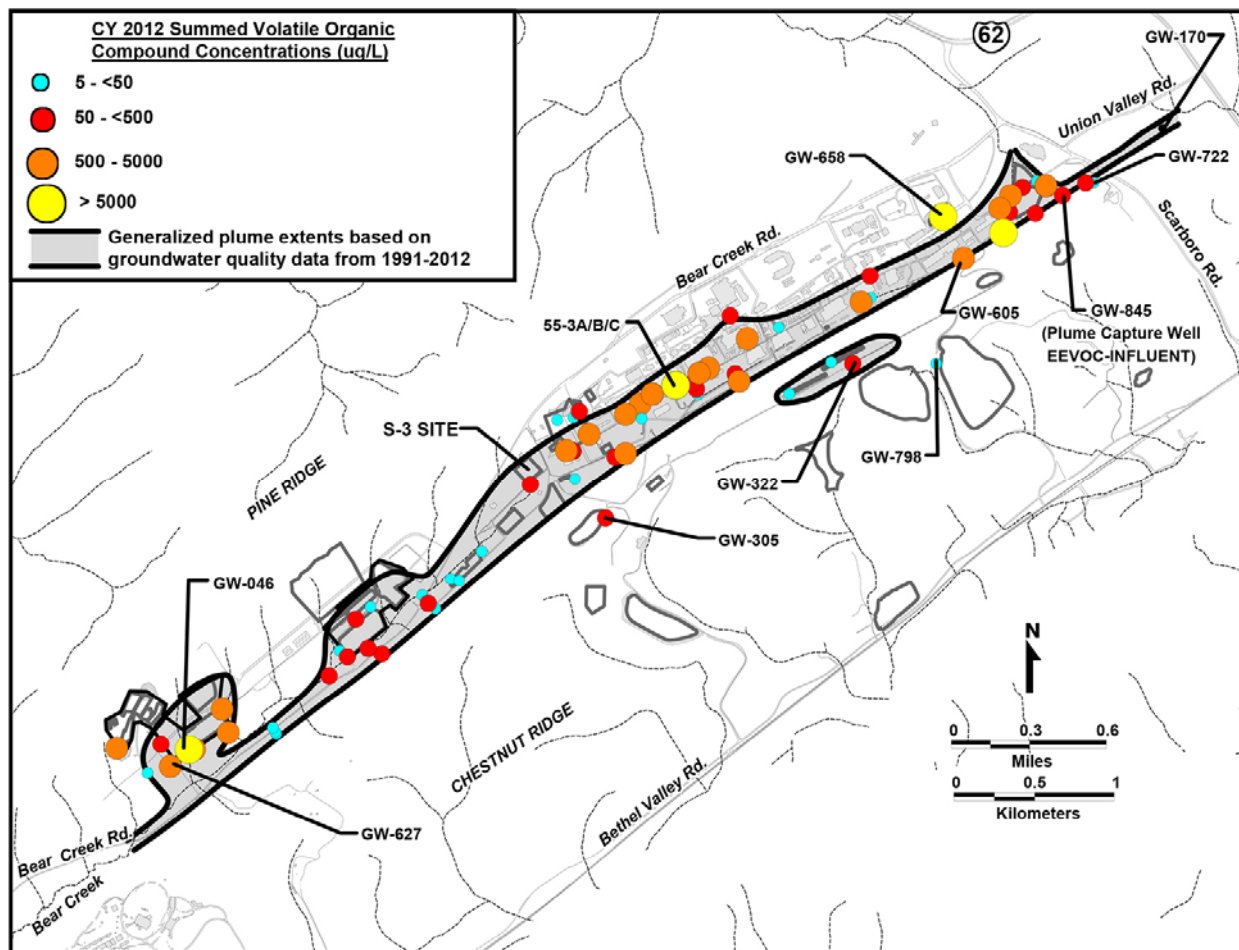 CY 2012 Summed Volatile Organic
Compound Concentrations (uq/L)
5 - <50
50 - <500
500 - 5000
> 5000
Generalized plume extents based on
groundwater quality data from 1991-2012
62
GW-170
Union Valley Rd.
GW-658
GW-722
Scarboro Rd.
Bear Creek Rd.
55-3A/B/C
GW-605
GW-845
(Plume Capture Well
EEVOC-INFLUENT)
S-3 SITE
GW-798
GW-322
PINE RIDGE
GW-305
GW-046
N
CHESTNUT RIDGE
0 0.3 0.6
Miles
0 0.5 1
Kilometers
Bethel Valley Rd.
GW-627
Bear Creek Rd.
Bear Creek